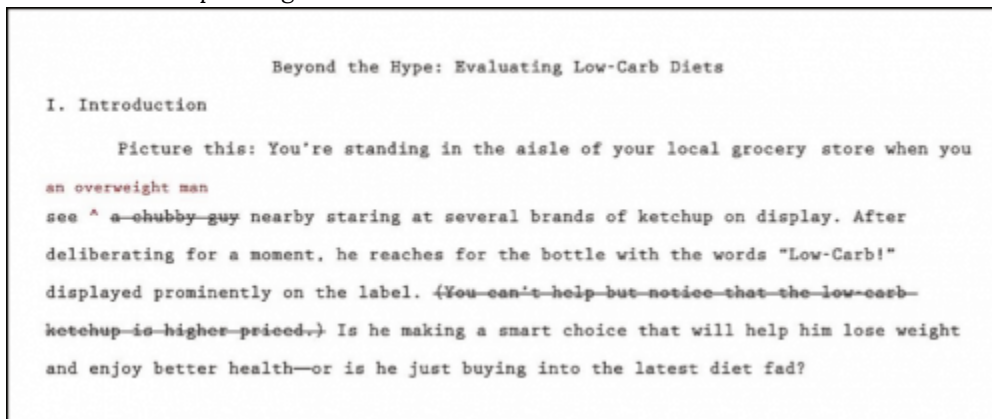 Beyond the Hype: Evaluating Low-Carb Diets
I. Introduction
Picture this: You're standing in the aisle of your local grocery store when you
an overweight man
see ^ a chubby guy nearby staring at several brands of ketchup on display. After
deliberating for a moment, he reaches for the bottle with the words "Low-Carb!"
displayed prominently on the label. (You can't help but notice that the low-carb
ketchup is higher priced.) Is he making a smart choice that will help him lose weight
and enjoy better health—or is he just buying into the latest diet fad?